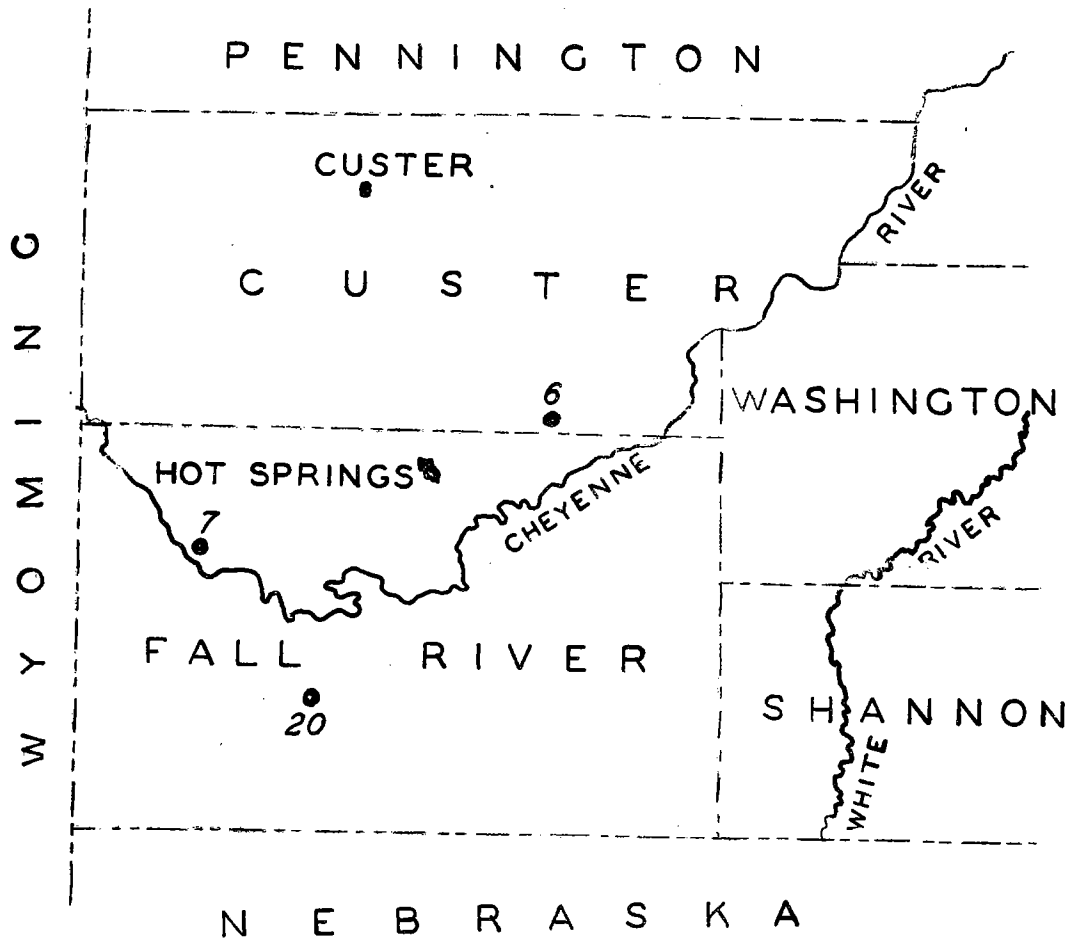 PENNINGTON
CUSTER
RIVER
CUSTER
WYOMING
6
WASHINGTON
HOT SPRINGS
CHEYENNE
7
RIVER
FALL RIVER
20
SHANNON
WHITE
NEBRASKA